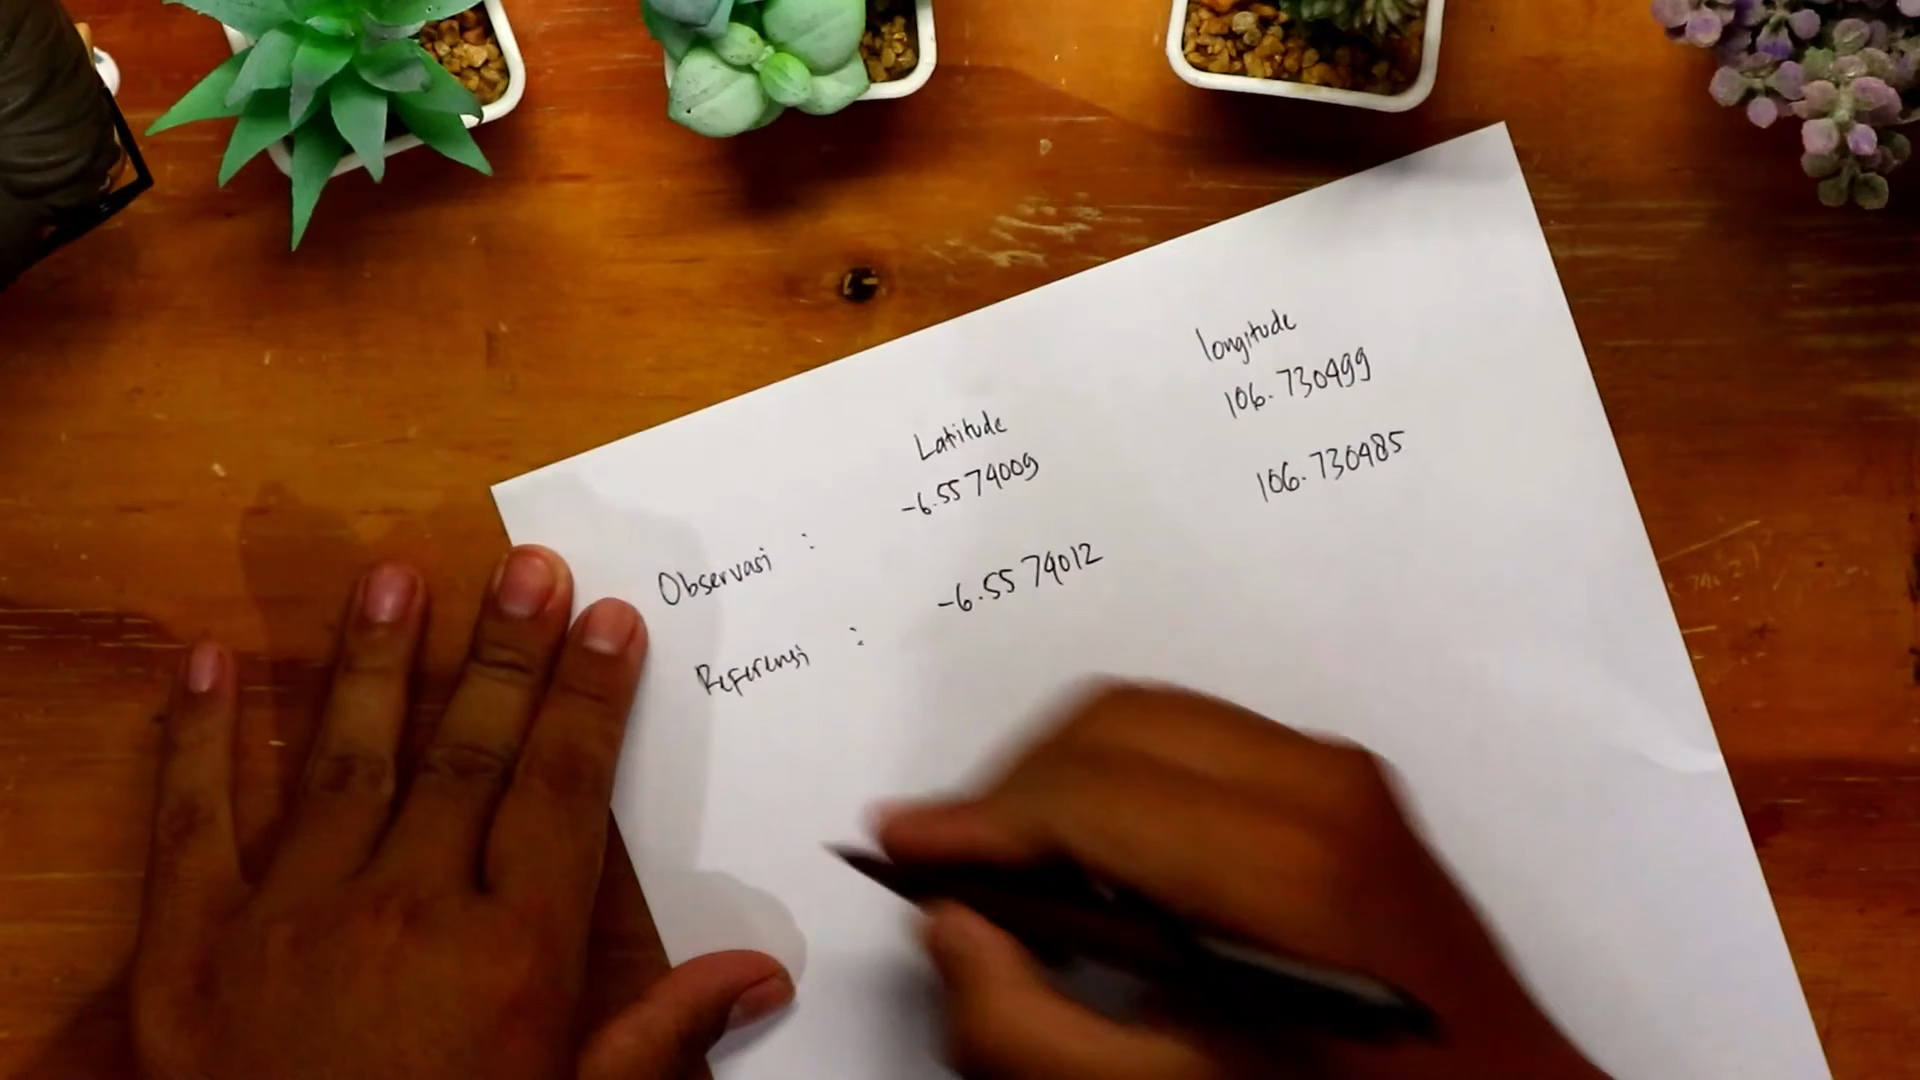 Latitude longitude
Observasi : -6.5574009 106.730499
Referensi : -6.5574012 106.730485